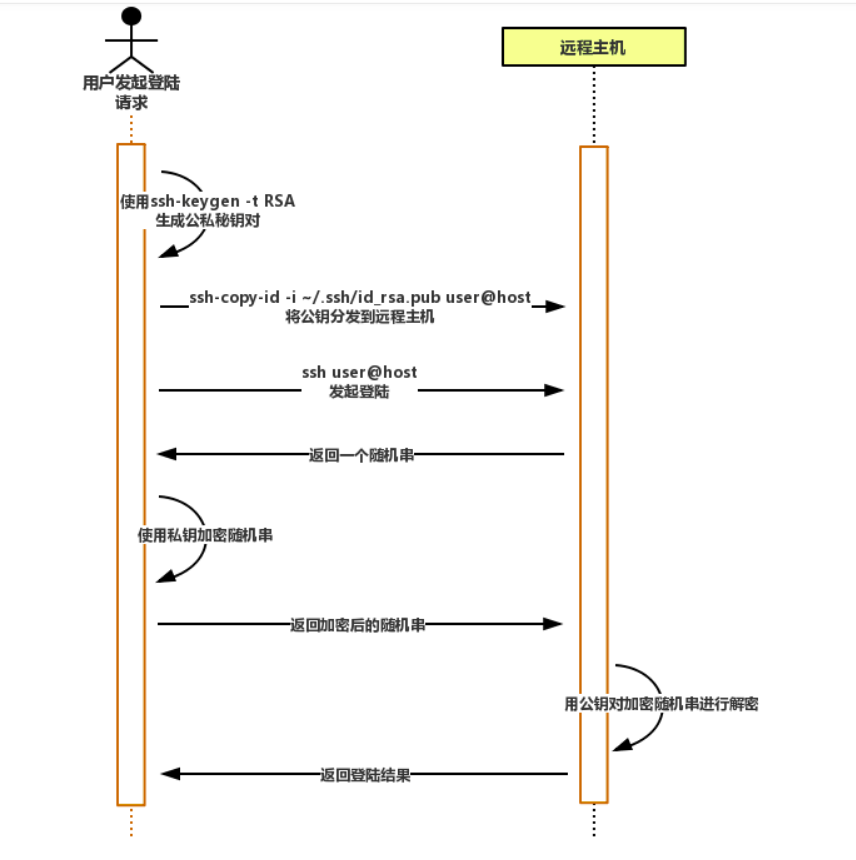 用户发起登陆
请求
远程主机
使用ssh-keygen -t RSA
生成公私秘钥对
ssh-copy-id -i ~/.ssh/id_rsa.pub user@host
将公钥分发到远程主机
ssh user@host
发起登陆
返回一个随机串
使用私钥加密随机串
返回加密后的随机串
用公钥对加密随机串进行解密
返回登陆结果